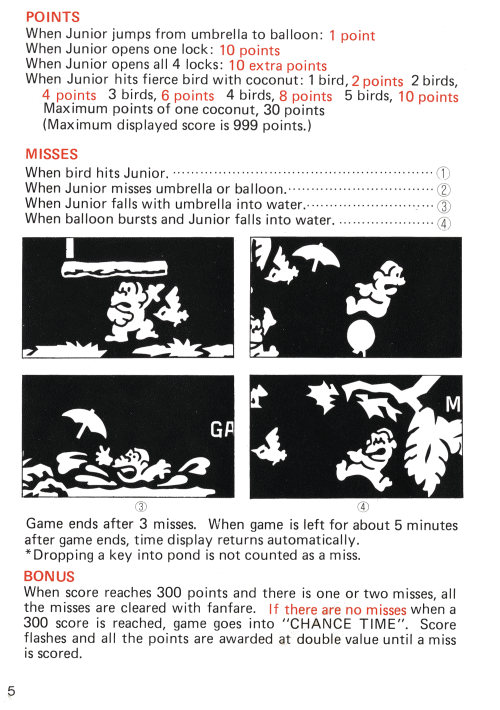 POINTS
When Junior jumps from umbrella to balloon: 1 point
When Junior opens one lock: 10 points
When Junior opens all 4 locks: 10 extra points
When Junior hits fierce bird with coconut: 1 bird, 2 points 2 birds,
4 points 3 birds, 6 points 4 birds, 8 points 5 birds, 10 points
Maximum points of one coconut, 30 points
(Maximum displayed score is 999 points.)
MISSES
When bird hits Junior. ①
When Junior misses umbrella or balloon. ②
When Junior falls with umbrella into water. ③
When balloon bursts and Junior falls into water. ④
GA
M
③ ④
Game ends after 3 misses. When game is left for about 5 minutes
after game ends, time display returns automatically.
*Dropping a key into pond is not counted as a miss.
BONUS
When score reaches 300 points and there is one or two misses, all
the misses are cleared with fanfare. If there are no misses when a
300 score is reached, game goes into "CHANCE TIME". Score
flashes and all the points are awarded at double value until a miss
is scored.
5